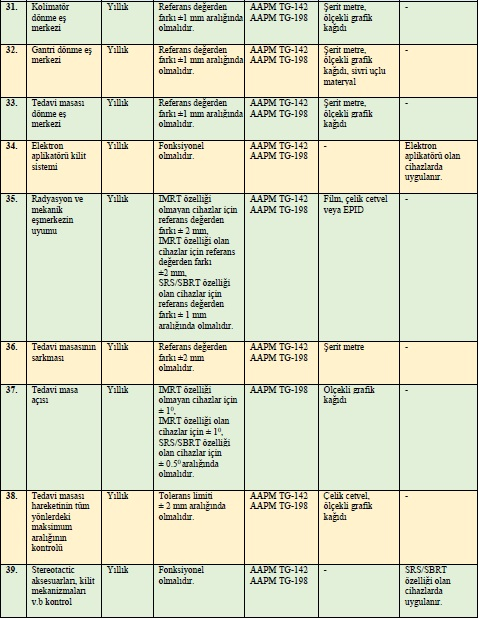 31. Kolimatör dönme eş merkezi Yıllık Referans değerden farkı ±1 mm aralığında olmalıdır. AAPM TG-142 AAPM TG-198 Şerit metre, ölçekli grafik kağıdı -
32. Gantri dönme eş merkezi Yıllık Referans değerden farkı ±1 mm aralığında olmalıdır. AAPM TG-142 AAPM TG-198 Şerit metre, ölçekli grafik kağıdı, sivri uçlu materyal -
33. Tedavi masası dönme eş merkezi Yıllık Referans değerden farkı ±1 mm aralığında olmalıdır. AAPM TG-142 AAPM TG-198 Şerit metre, ölçekli grafik kağıdı -
34. Elektron aplikatörü kilit sistemi Yıllık Fonksiyonel olmalıdır. AAPM TG-142 AAPM TG-198 - Elektron aplikatörü olan cihazlarda uygulanır.
35. Radyasyon ve mekanik eşmerkezin uyumu Yıllık IMRT özelliği olmayan cihazlar için referans değerden farkı ± 2 mm, IMRT özelliği olan cihazlar için referans değerden farkı ±2 mm, SRS/SBRT özelliği olan cihazlar için referans değerden farkı ± 1 mm aralığında olmalıdır. AAPM TG-142 AAPM TG-198 Film, çelik cetvel veya EPID -
36. Tedavi masasının sarkması Yıllık Referans değerden farkı ±2 mm olmalıdır. AAPM TG-142 AAPM TG-198 Şerit metre -
37. Tedavi masa açısı Yıllık IMRT özelliği olmayan cihazlar için ± 1⁰, IMRT özelliği olan cihazlar için ± 1⁰, SRS/SBRT özelliği olan cihazlar için ± 0.5⁰ aralığında olmalıdır. AAPM TG-198 Ölçekli grafik kağıdı -
38. Tedavi masası hareketinin tüm yönlerdeki maksimum aralığının kontrolü Yıllık Tolerans limiti ± 2 mm aralığında olmalıdır. AAPM TG-142 AAPM TG-198 Çelik cetvel, ölçekli grafik kağıdı -
39. Stereotactic aksesuarları, kilit mekanizmaları v.b kontrol Yıllık Fonksiyonel olmalıdır. AAPM TG-142 AAPM TG-198 - SRS/SBRT özelliği olan cihazlarda uygulanır.